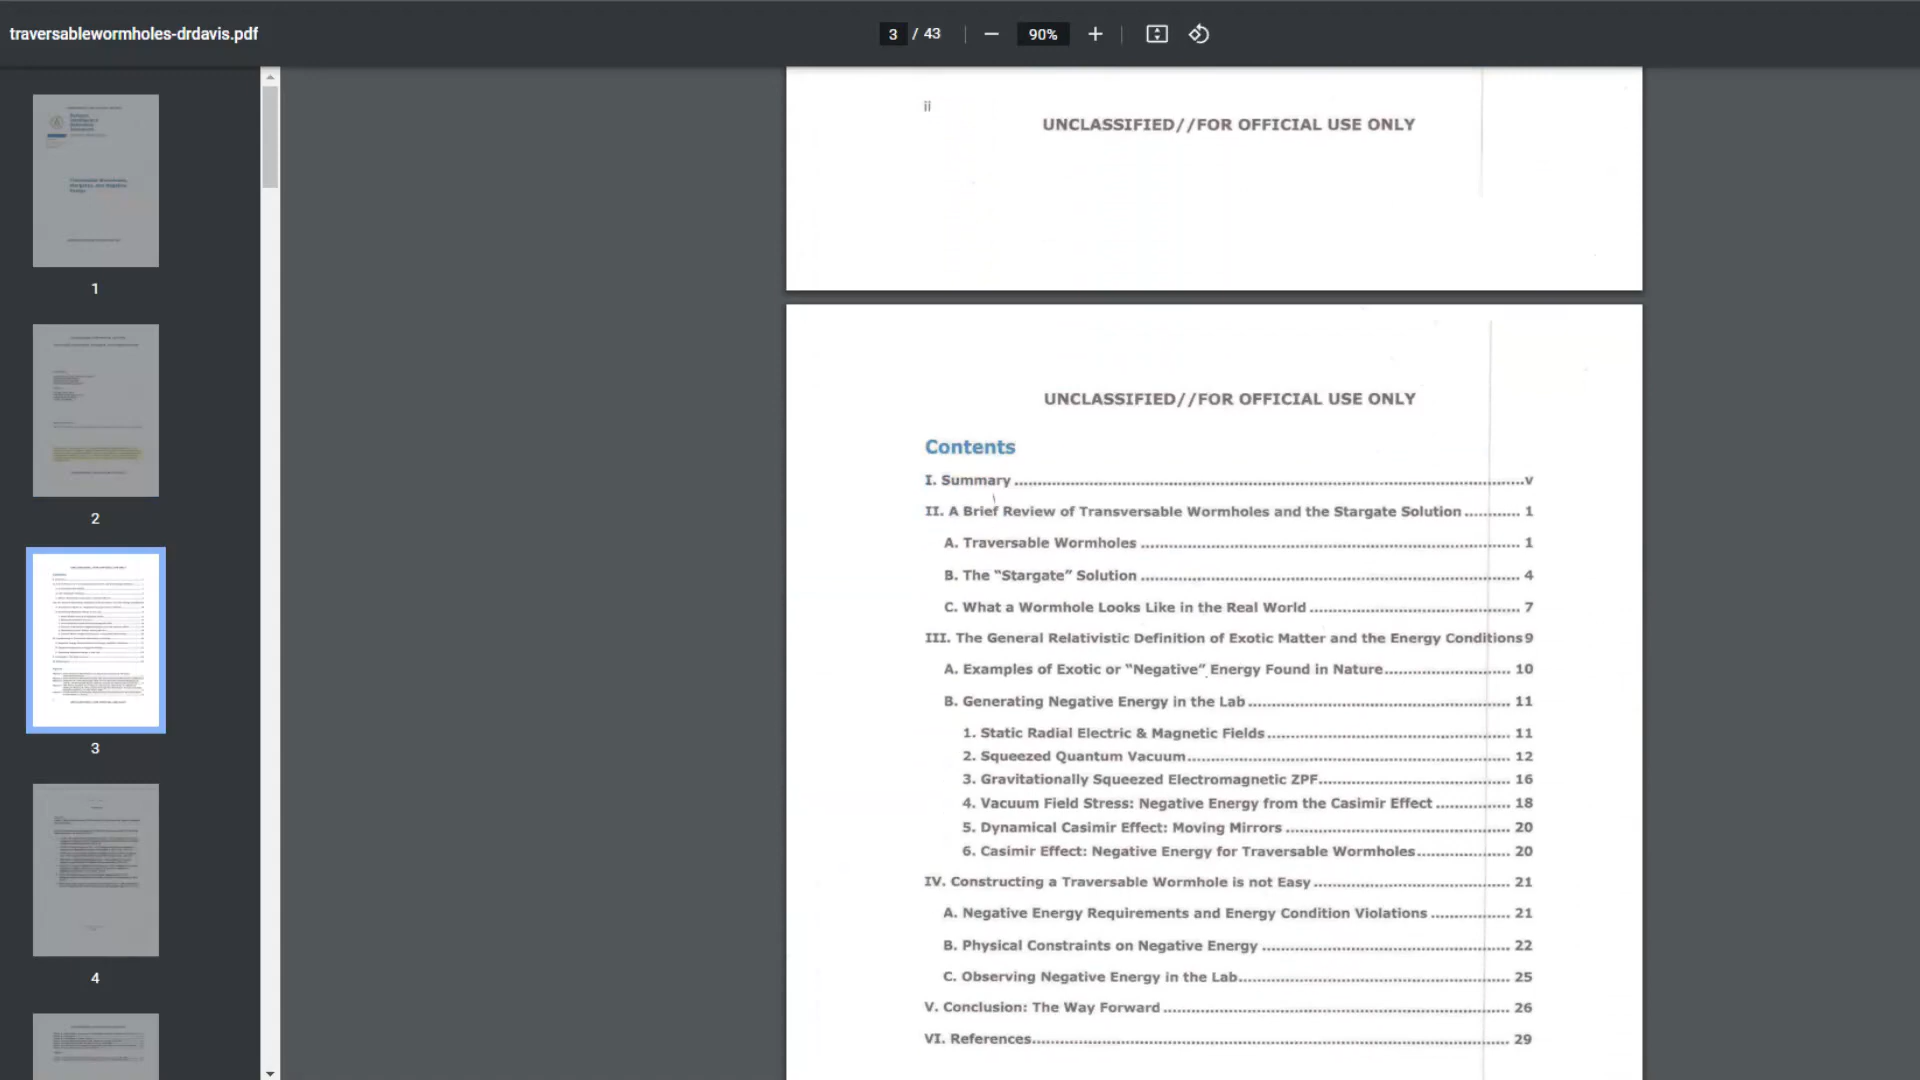 traversablewormholes-drdavis.pdf
3 / 43
90%
1
2
3
4
ii
UNCLASSIFIED//FOR OFFICIAL USE ONLY
UNCLASSIFIED//FOR OFFICIAL USE ONLY
Contents
I. Summary ........ v
II. A Brief Review of Transversable Wormholes and the Stargate Solution ........ 1
A. Traversable Wormholes ........ 1
B. The “Stargate” Solution ........ 4
C. What a Wormhole Looks Like in the Real World ........ 7
III. The General Relativistic Definition of Exotic Matter and the Energy Conditions 9
A. Examples of Exotic or “Negative” Energy Found in Nature ........ 10
B. Generating Negative Energy in the Lab ........ 11
1. Static Radial Electric & Magnetic Fields ........ 11
2. Squeezed Quantum Vacuum ........ 12
3. Gravitationally Squeezed Electromagnetic ZPF ........ 16
4. Vacuum Field Stress: Negative Energy from the Casimir Effect ........ 18
5. Dynamical Casimir Effect: Moving Mirrors ........ 20
6. Casimir Effect: Negative Energy for Traversable Wormholes ........ 20
IV. Constructing a Traversable Wormhole is not Easy ........ 21
A. Negative Energy Requirements and Energy Condition Violations ........ 21
B. Physical Constraints on Negative Energy ........ 22
C. Observing Negative Energy in the Lab ........ 25
V. Conclusion: The Way Forward ........ 26
VI. References ........ 29